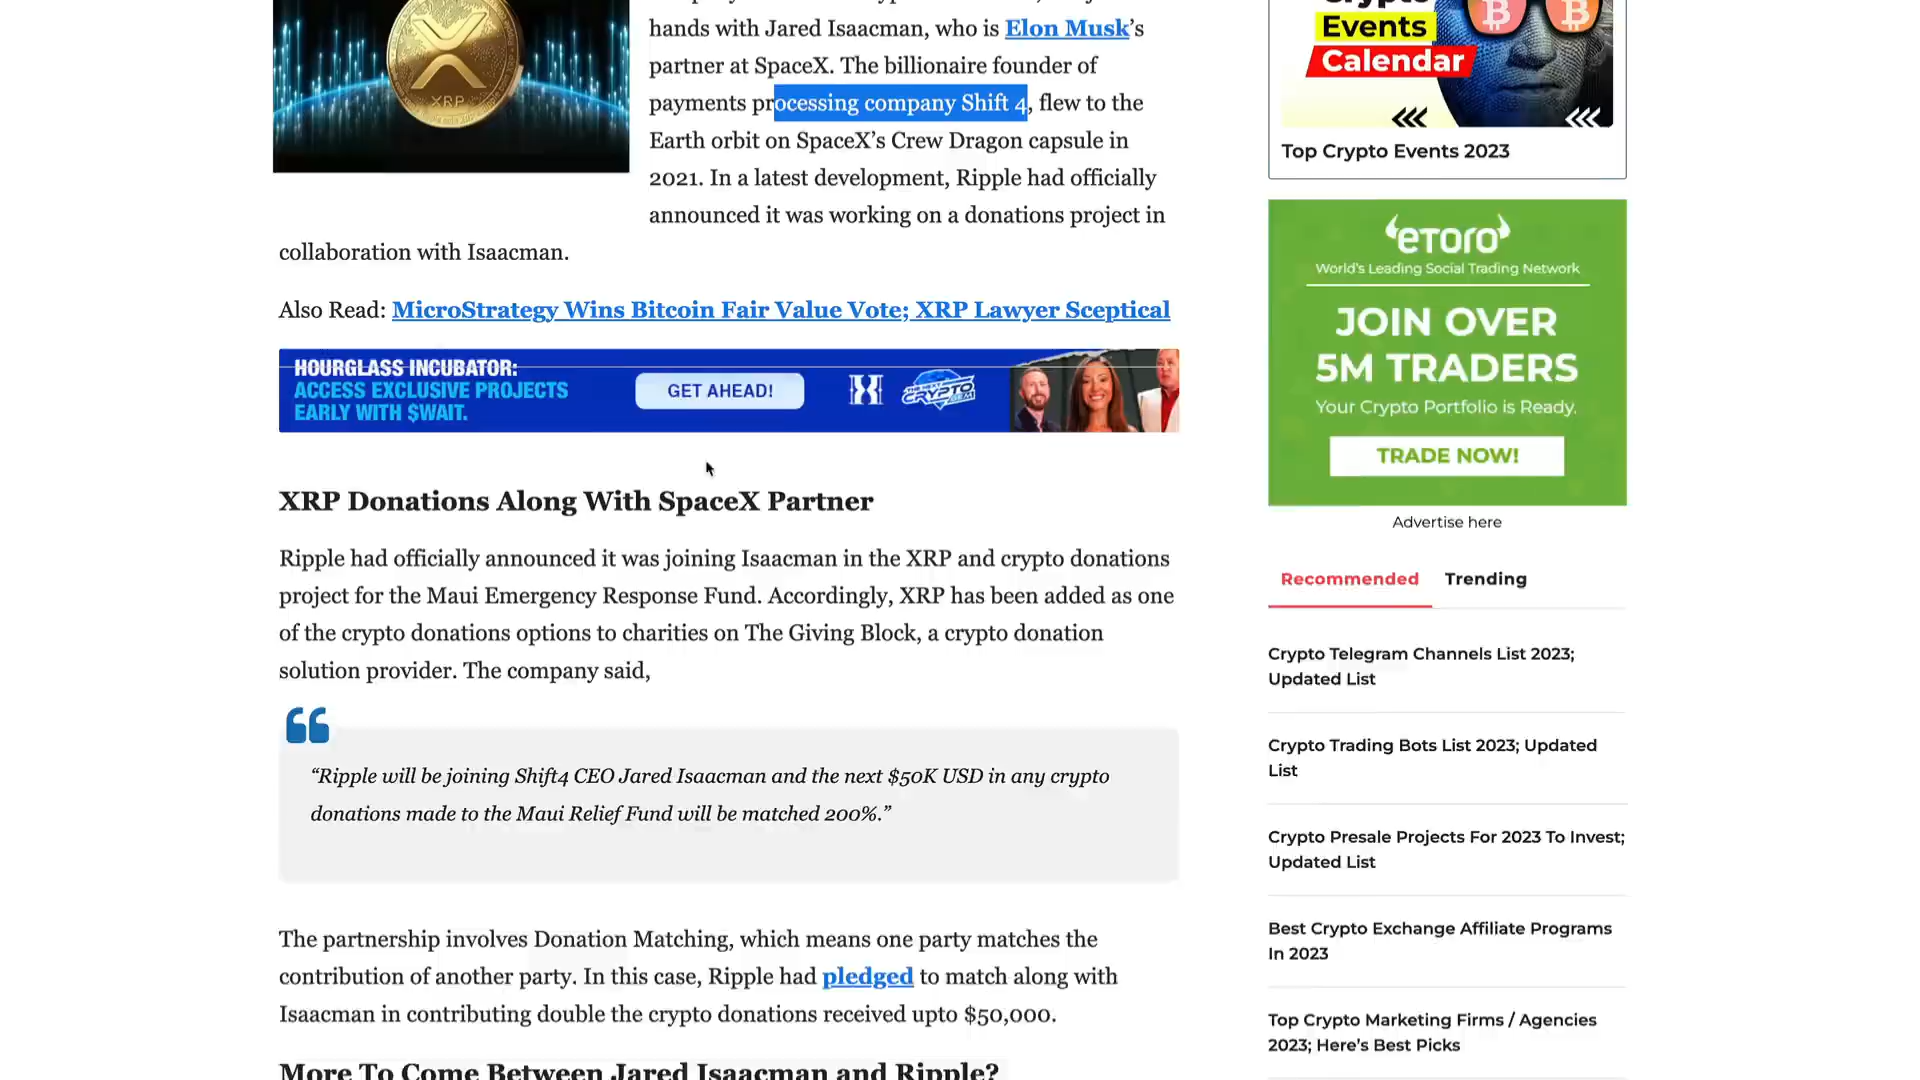 XRP
hands with Jared Isaacman, who is Elon Musk’s
partner at SpaceX. The billionaire founder of
payments processing company Shift 4, flew to the
Earth orbit on SpaceX’s Crew Dragon capsule in
2021. In a latest development, Ripple had officially
announced it was working on a donations project in
collaboration with Isaacman.
Also Read: MicroStrategy Wins Bitcoin Fair Value Vote; XRP Lawyer Sceptical
HOURGLASS INCUBATOR:
ACCESS EXCLUSIVE PROJECTS
EARLY WITH $WAIT.
GET AHEAD!
CRYPTO
XRP Donations Along With SpaceX Partner
Ripple had officially announced it was joining Isaacman in the XRP and crypto donations
project for the Maui Emergency Response Fund. Accordingly, XRP has been added as one
of the crypto donations options to charities on The Giving Block, a crypto donation
solution provider. The company said,
“Ripple will be joining Shift4 CEO Jared Isaacman and the next $50K USD in any crypto
donations made to the Maui Relief Fund will be matched 200%.”
The partnership involves Donation Matching, which means one party matches the
contribution of another party. In this case, Ripple had pledged to match along with
Isaacman in contributing double the crypto donations received upto $50,000.
More To Come Between Jared Isaacman and Ripple?
Crypto
Events
Calendar
Top Crypto Events 2023
eTORO
World's Leading Social Trading Network
JOIN OVER
5M TRADERS
Your Crypto Portfolio is Ready.
TRADE NOW!
Advertise here
Recommended Trending
Crypto Telegram Channels List 2023;
Updated List
Crypto Trading Bots List 2023; Updated
List
Crypto Presale Projects For 2023 To Invest;
Updated List
Best Crypto Exchange Affiliate Programs
In 2023
Top Crypto Marketing Firms / Agencies
2023; Here’s Best Picks